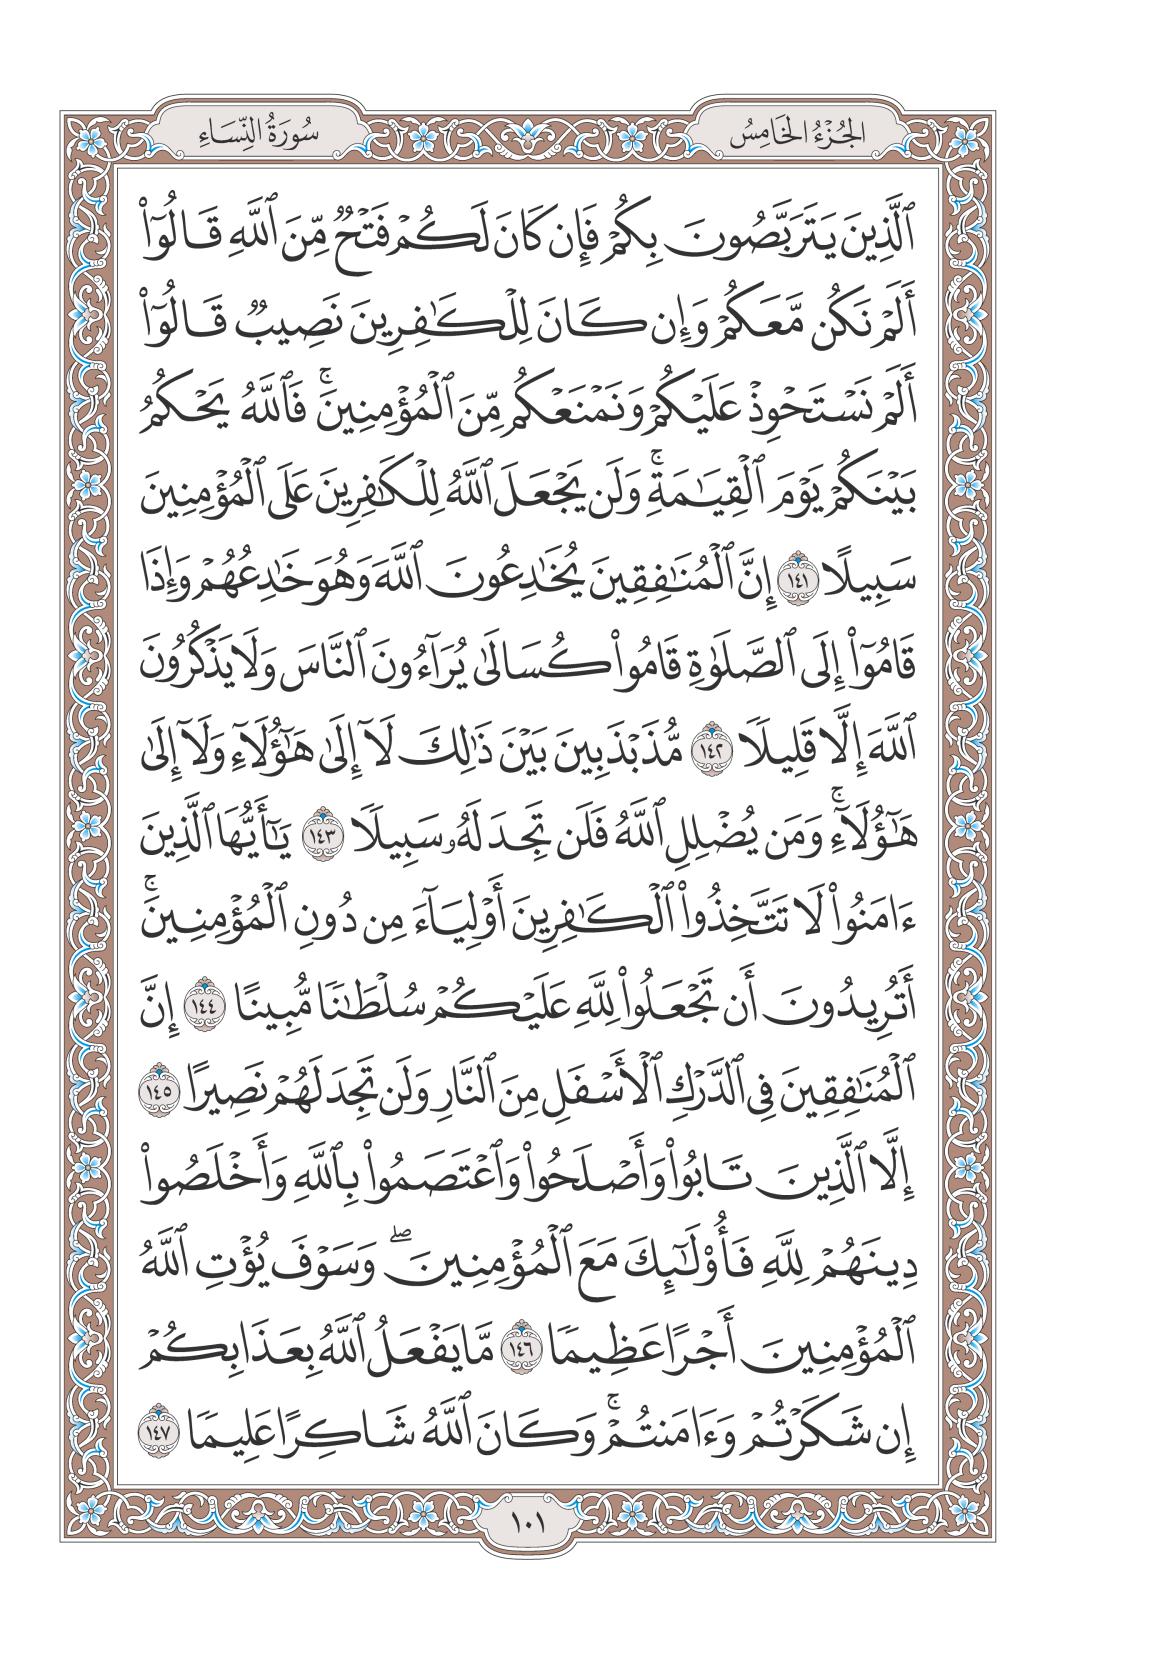 الجُزْءُ الخَامِسُ
سُورَةُ النِّسَاءِ
ٱلَّذِينَ يَتَرَبَّصُونَ بِكُمۡ فَإِن كَانَ لَكُمۡ فَتۡحٞ مِّنَ ٱللَّهِ قَالُوٓاْ
أَلَمۡ نَكُن مَّعَكُمۡ وَإِن كَانَ لِلۡكَٰفِرِينَ نَصِيبٞ قَالُوٓاْ
أَلَمۡ نَسۡتَحۡوِذۡ عَلَيۡكُمۡ وَنَمۡنَعۡكُم مِّنَ ٱلۡمُؤۡمِنِينَۚ فَٱللَّهُ يَحۡكُمُ
بَيۡنَكُمۡ يَوۡمَ ٱلۡقِيَٰمَةِۚ وَلَن يَجۡعَلَ ٱللَّهُ لِلۡكَٰفِرِينَ عَلَى ٱلۡمُؤۡمِنِينَ
سَبِيلًا ١٤١ إِنَّ ٱلۡمُنَٰفِقِينَ يُخَٰدِعُونَ ٱللَّهَ وَهُوَ خَٰدِعُهُمۡ وَإِذَا
قَامُوٓاْ إِلَى ٱلصَّلَوٰةِ قَامُواْ كُسَالَىٰ يُرَآءُونَ ٱلنَّاسَ وَلَا يَذۡكُرُونَ
ٱللَّهَ إِلَّا قَلِيلٗا ١٤٢ مُّذَبۡذَبِينَ بَيۡنَ ذَٰلِكَ لَآ إِلَىٰ هَٰٓؤُلَآءِ وَلَآ إِلَىٰ
هَٰٓؤُلَآءِۚ وَمَن يُضۡلِلِ ٱللَّهُ فَلَن تَجِدَ لَهُۥ سَبِيلٗا ١٤٣ يَٰٓأَيُّهَا ٱلَّذِينَ
ءَامَنُواْ لَا تَتَّخِذُواْ ٱلۡكَٰفِرِينَ أَوۡلِيَآءَ مِن دُونِ ٱلۡمُؤۡمِنِينَۚ
أَتُرِيدُونَ أَن تَجۡعَلُواْ لِلَّهِ عَلَيۡكُمۡ سُلۡطَٰنٗا مُّبِينًا ١٤٤ إِنَّ
ٱلۡمُنَٰفِقِينَ فِي ٱلدَّرۡكِ ٱلۡأَسۡفَلِ مِنَ ٱلنَّارِ وَلَن تَجِدَ لَهُمۡ نَصِيرًا ١٤٥
إِلَّا ٱلَّذِينَ تَابُواْ وَأَصۡلَحُواْ وَٱعۡتَصَمُواْ بِٱللَّهِ وَأَخۡلَصُواْ
دِينَهُمۡ لِلَّهِ فَأُوْلَٰٓئِكَ مَعَ ٱلۡمُؤۡمِنِينَۖ وَسَوۡفَ يُؤۡتِ ٱللَّهُ
ٱلۡمُؤۡمِنِينَ أَجۡرًا عَظِيمٗا ١٤٦ مَّا يَفۡعَلُ ٱللَّهُ بِعَذَابِكُمۡ
إِن شَكَرۡتُمۡ وَءَامَنتُمۡۚ وَكَانَ ٱللَّهُ شَاكِرًا عَلِيمٗا ١٤٧
١٠١